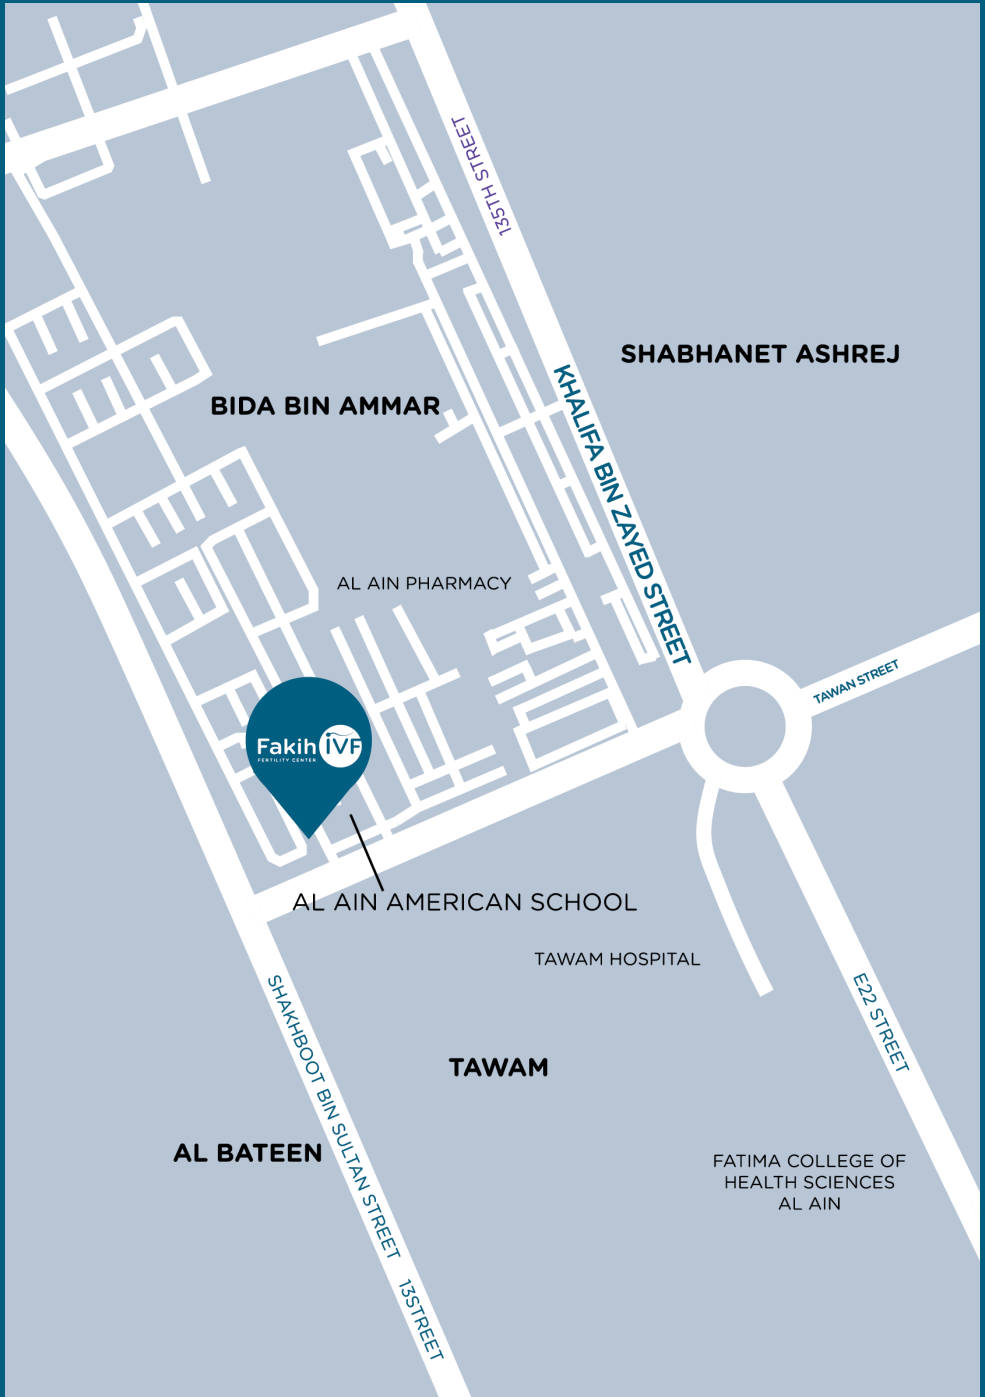 135TH STREET
SHABHANET ASHREJ
KHALIFA BIN ZAYED STREET
BIDA BIN AMMAR
AL AIN PHARMACY
TAWAN STREET
Fakih IVF
FERTILITY CENTER
AL AIN AMERICAN SCHOOL
TAWAM HOSPITAL
E22 STREET
SHAKHBOOT BIN SULTAN STREET
TAWAM
AL BATEEN
FATIMA COLLEGE OF
HEALTH SCIENCES
AL AIN
13STREET